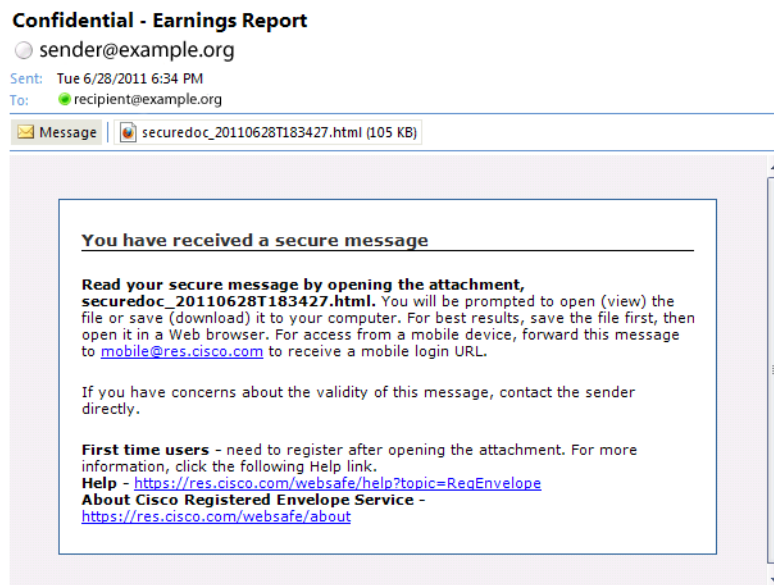 Confidential - Earnings Report
sender@example.org
Sent: Tue 6/28/2011 6:34 PM
To: recipient@example.org
Message securedoc_20110628T183427.html (105 KB)
You have received a secure message
Read your secure message by opening the attachment,
securedoc_20110628T183427.html. You will be prompted to open (view) the
file or save (download) it to your computer. For best results, save the file first, then
open it in a Web browser. For access from a mobile device, forward this message
to mobile@res.cisco.com to receive a mobile login URL.
If you have concerns about the validity of this message, contact the sender
directly.
First time users - need to register after opening the attachment. For more
information, click the following Help link.
Help - https://res.cisco.com/websafe/help?topic=RegEnvelope
About Cisco Registered Envelope Service -
https://res.cisco.com/websafe/about